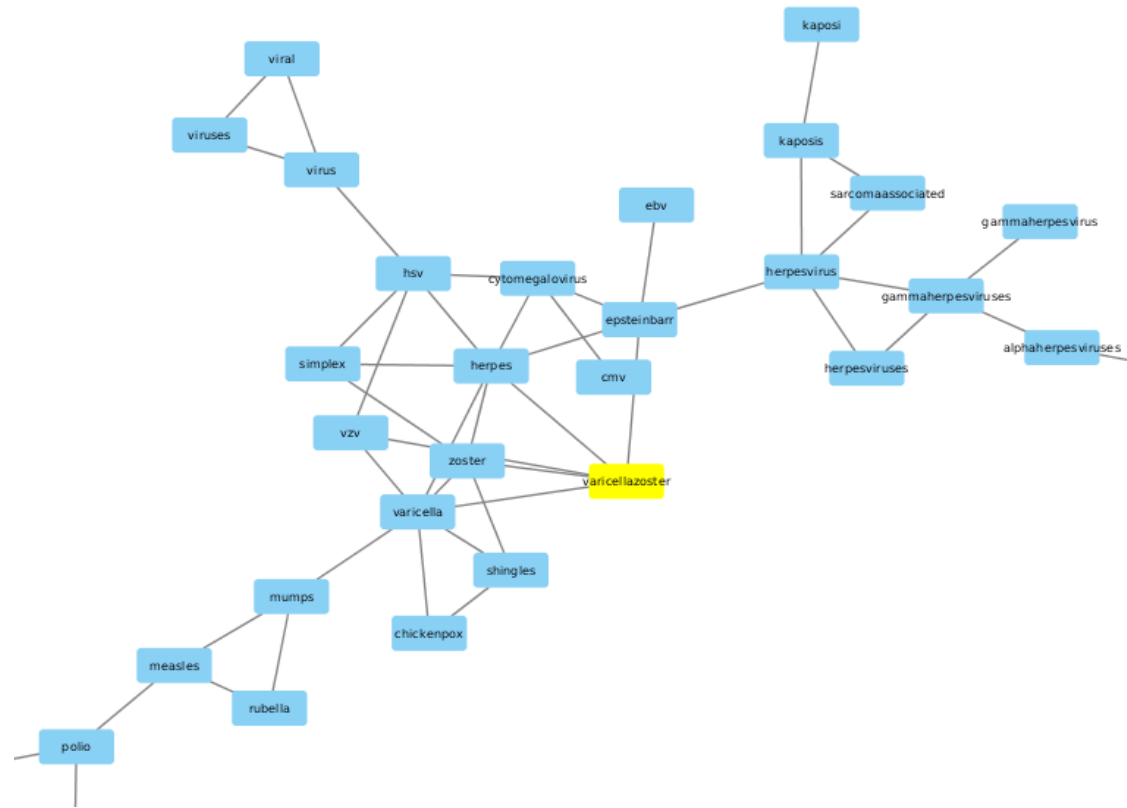 kaposi
viral
viruses
kaposis
virus
sarcomaassociated
ebv
gammaherpesvirus
hsv
cytomegalovirus
herpesvirus
gammaherpesviruses
epsteinbarr
alphaherpesviruses
simplex
herpes
cmv
herpesviruses
vzv
zoster
varicellazoster
varicella
shingles
mumps
chickenpox
measles
rubella
polio